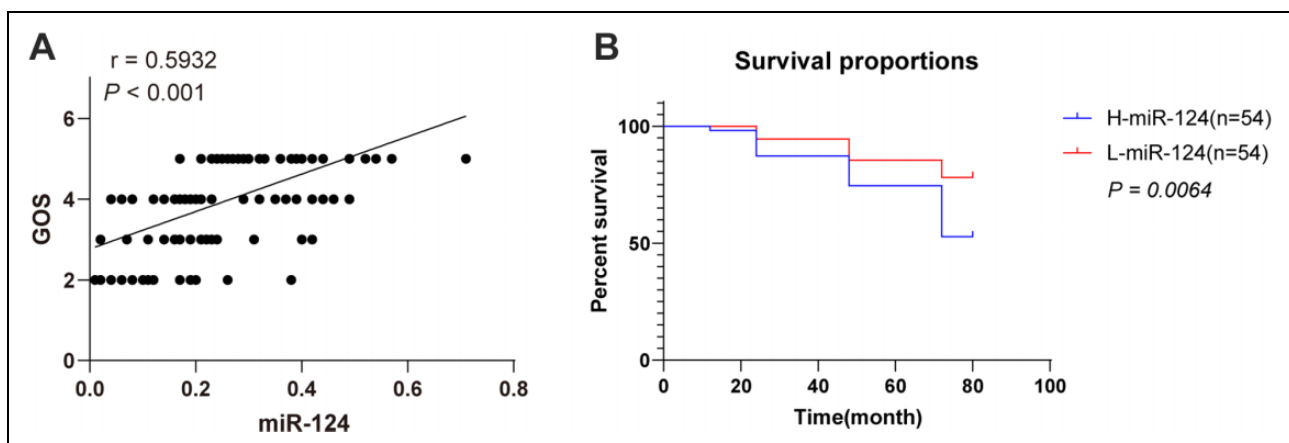 A
r = 0.5932
P < 0.001
GOS
6
4
2
0
0.0 0.2 0.4 0.6 0.8
miR-124
B
Survival proportions
Percent survival
100
50
0
0 20 40 60 80 100
Time(month)
H-miR-124(n=54)
L-miR-124(n=54)
P = 0.0064